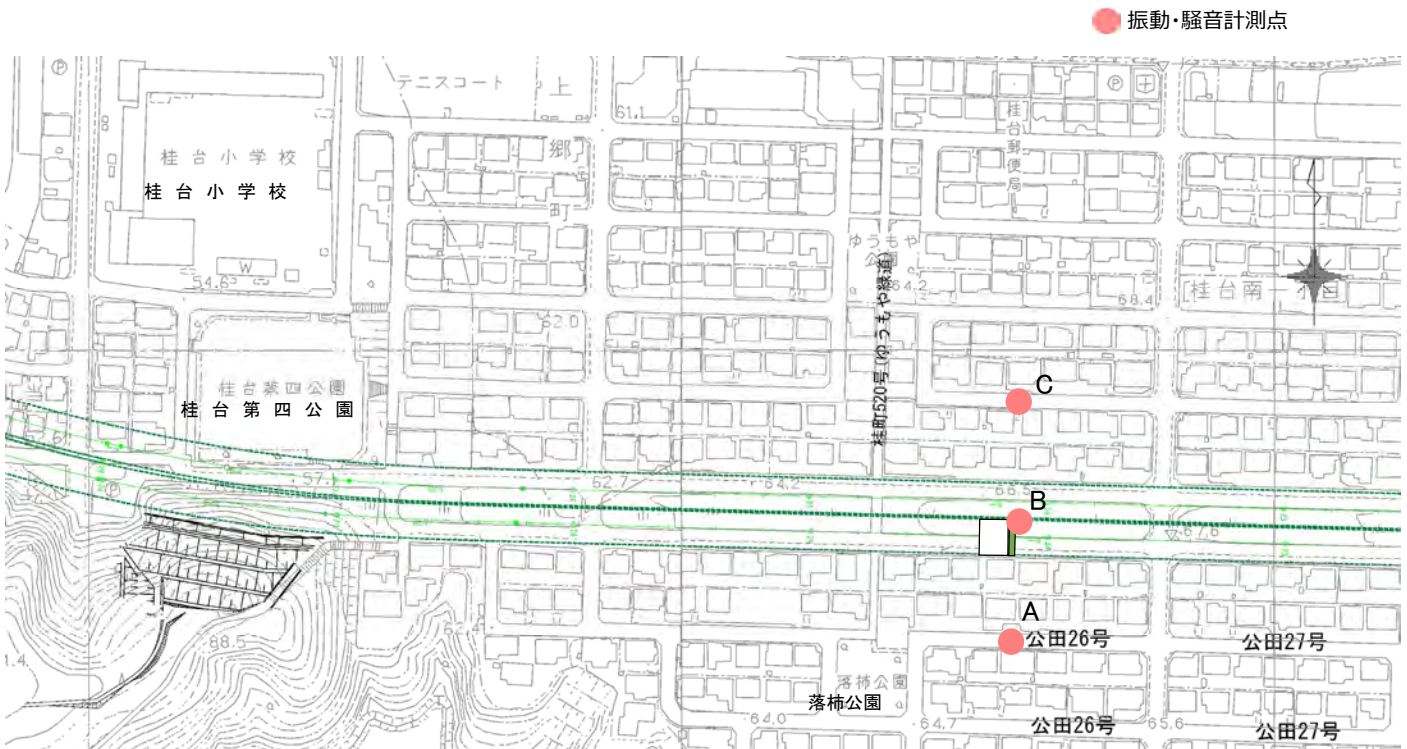 振動・騒音計測点
P
テニスコート
上
61.1
P
郷
町
桂台郵便局
桂台小学校
桂台小学校
ゆうもや
公園
64.2
W
54.6
68.4
桂台南一丁目
62.0
桂町520号(ゆうもや緑道)
桂台第四公園
桂台第四公園
C
57.1
62.7
64.2
B
67.6
A
88.5
公田26号
公田27号
落柿公園
落柿公園
64.0
64.7
公田26号
65.6
公田27号